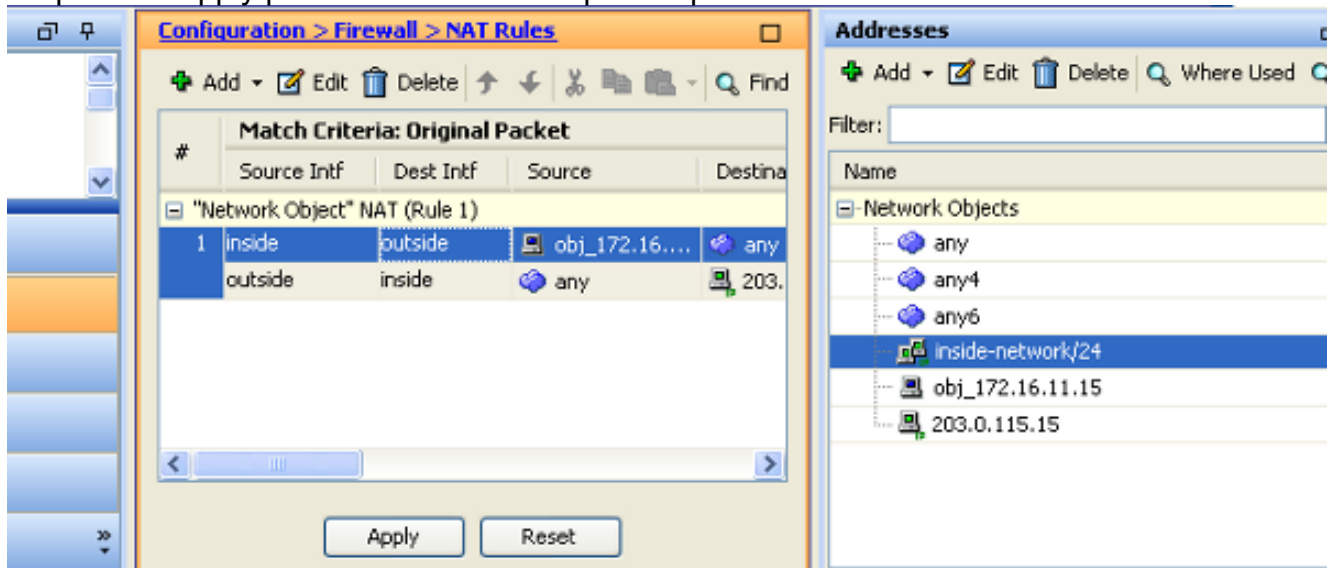 Configuration > Firewall > NAT Rules
Add Edit Delete Find
# Match Criteria: Original Packet
Source Intf Dest Intf Source Destina
"Network Object" NAT (Rule 1)
1 inside outside obj_172.16.... any
outside inside any 203.
Apply Reset
Addresses
Add Edit Delete Where Used
Filter:
Name
Network Objects
any
any4
any6
inside-network/24
obj_172.16.11.15
203.0.115.15